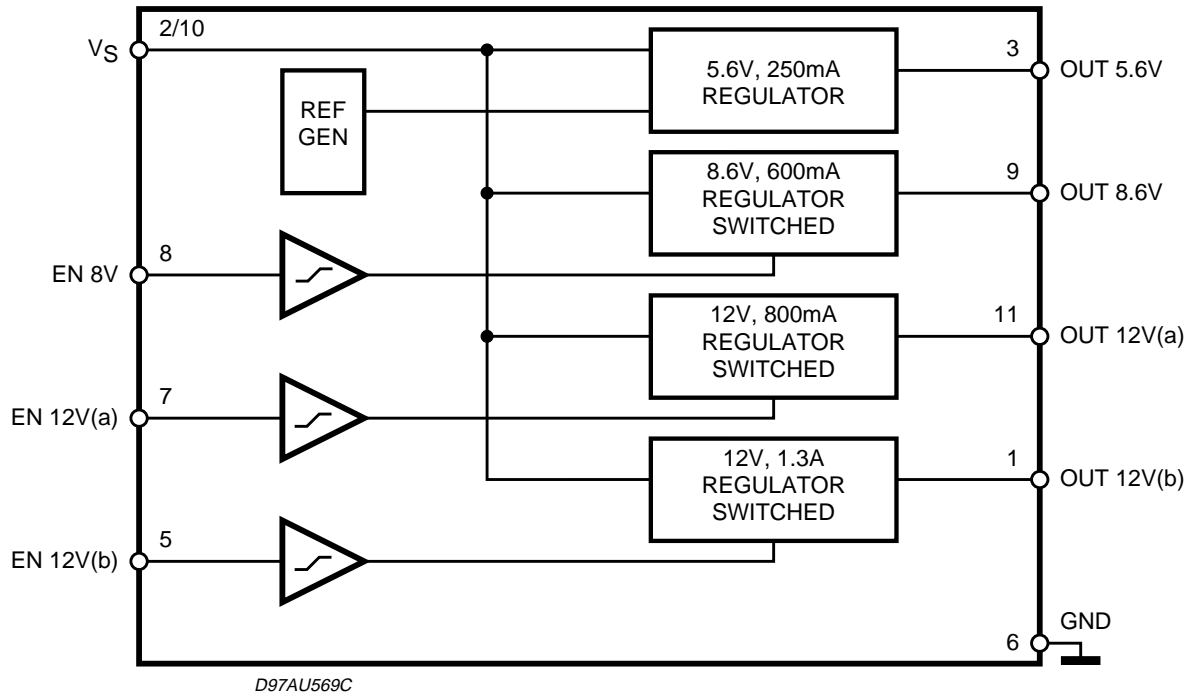 2/10
VS
5.6V, 250mA
REGULATOR
3
OUT 5.6V
REF
GEN
8.6V, 600mA
REGULATOR
SWITCHED
9
OUT 8.6V
8
EN 8V
12V, 800mA
REGULATOR
SWITCHED
11
OUT 12V(a)
7
EN 12V(a)
12V, 1.3A
REGULATOR
SWITCHED
1
OUT 12V(b)
5
EN 12V(b)
GND
6
D97AU569C